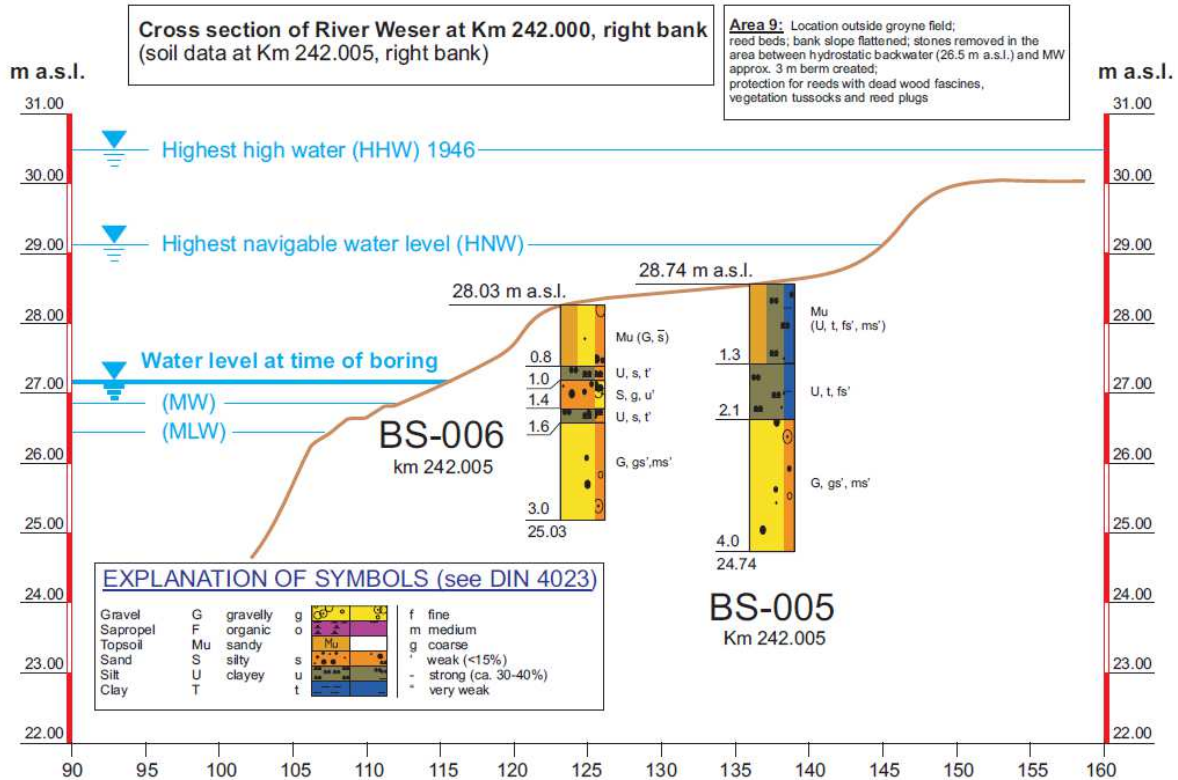 Cross section of River Weser at Km 242.000, right bank
(soil data at Km 242.005, right bank)
Area 9: Location outside groyne field;
reed beds; bank slope flattened; stones removed in the
area between hydrostatic backwater (26.5 m a.s.l.) and MW
approx. 3 m berm created;
protection for reeds with dead wood fascines,
vegetation tussocks and reed plugs
m a.s.l.
m a.s.l.
31.00
31.00
Highest high water (HHW) 1946
30.00
30.00
Highest navigable water level (HNW)
29.00
29.00
28.74 m a.s.l.
28.03 m a.s.l.
28.00
28.00
Mu
(U, t, fs', ms')
Mu (G, s̄)
Water level at time of boring
0.8
1.3
U, s, t'
1.0
27.00
27.00
U, t, fs'
S, g, u'
(MW)
1.4
2.1
U, s, t'
(MLW)
1.6
BS-006
km 242.005
26.00
26.00
G, gs',ms'
G, gs', ms'
3.0
25.03
25.00
25.00
4.0
24.74
EXPLANATION OF SYMBOLS (see DIN 4023)
Gravel G gravelly g f fine
Sapropel F organic o m medium
Topsoil Mu sandy Mu g coarse
Sand S silty s ' weak (<15%)
Silt U clayey u - strong (ca. 30-40%)
Clay T t " very weak
24.00
24.00
BS-005
Km 242.005
23.00
23.00
22.00
22.00
90 95 100 105 110 115 120 125 130 135 140 145 150 155 160